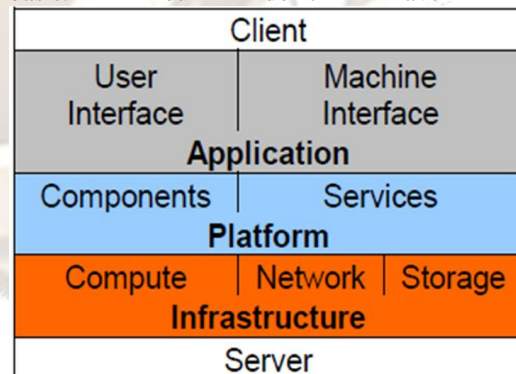 Client
User Interface
Machine Interface
Application
Components Services
Platform
Compute Network Storage
Infrastructure
Server